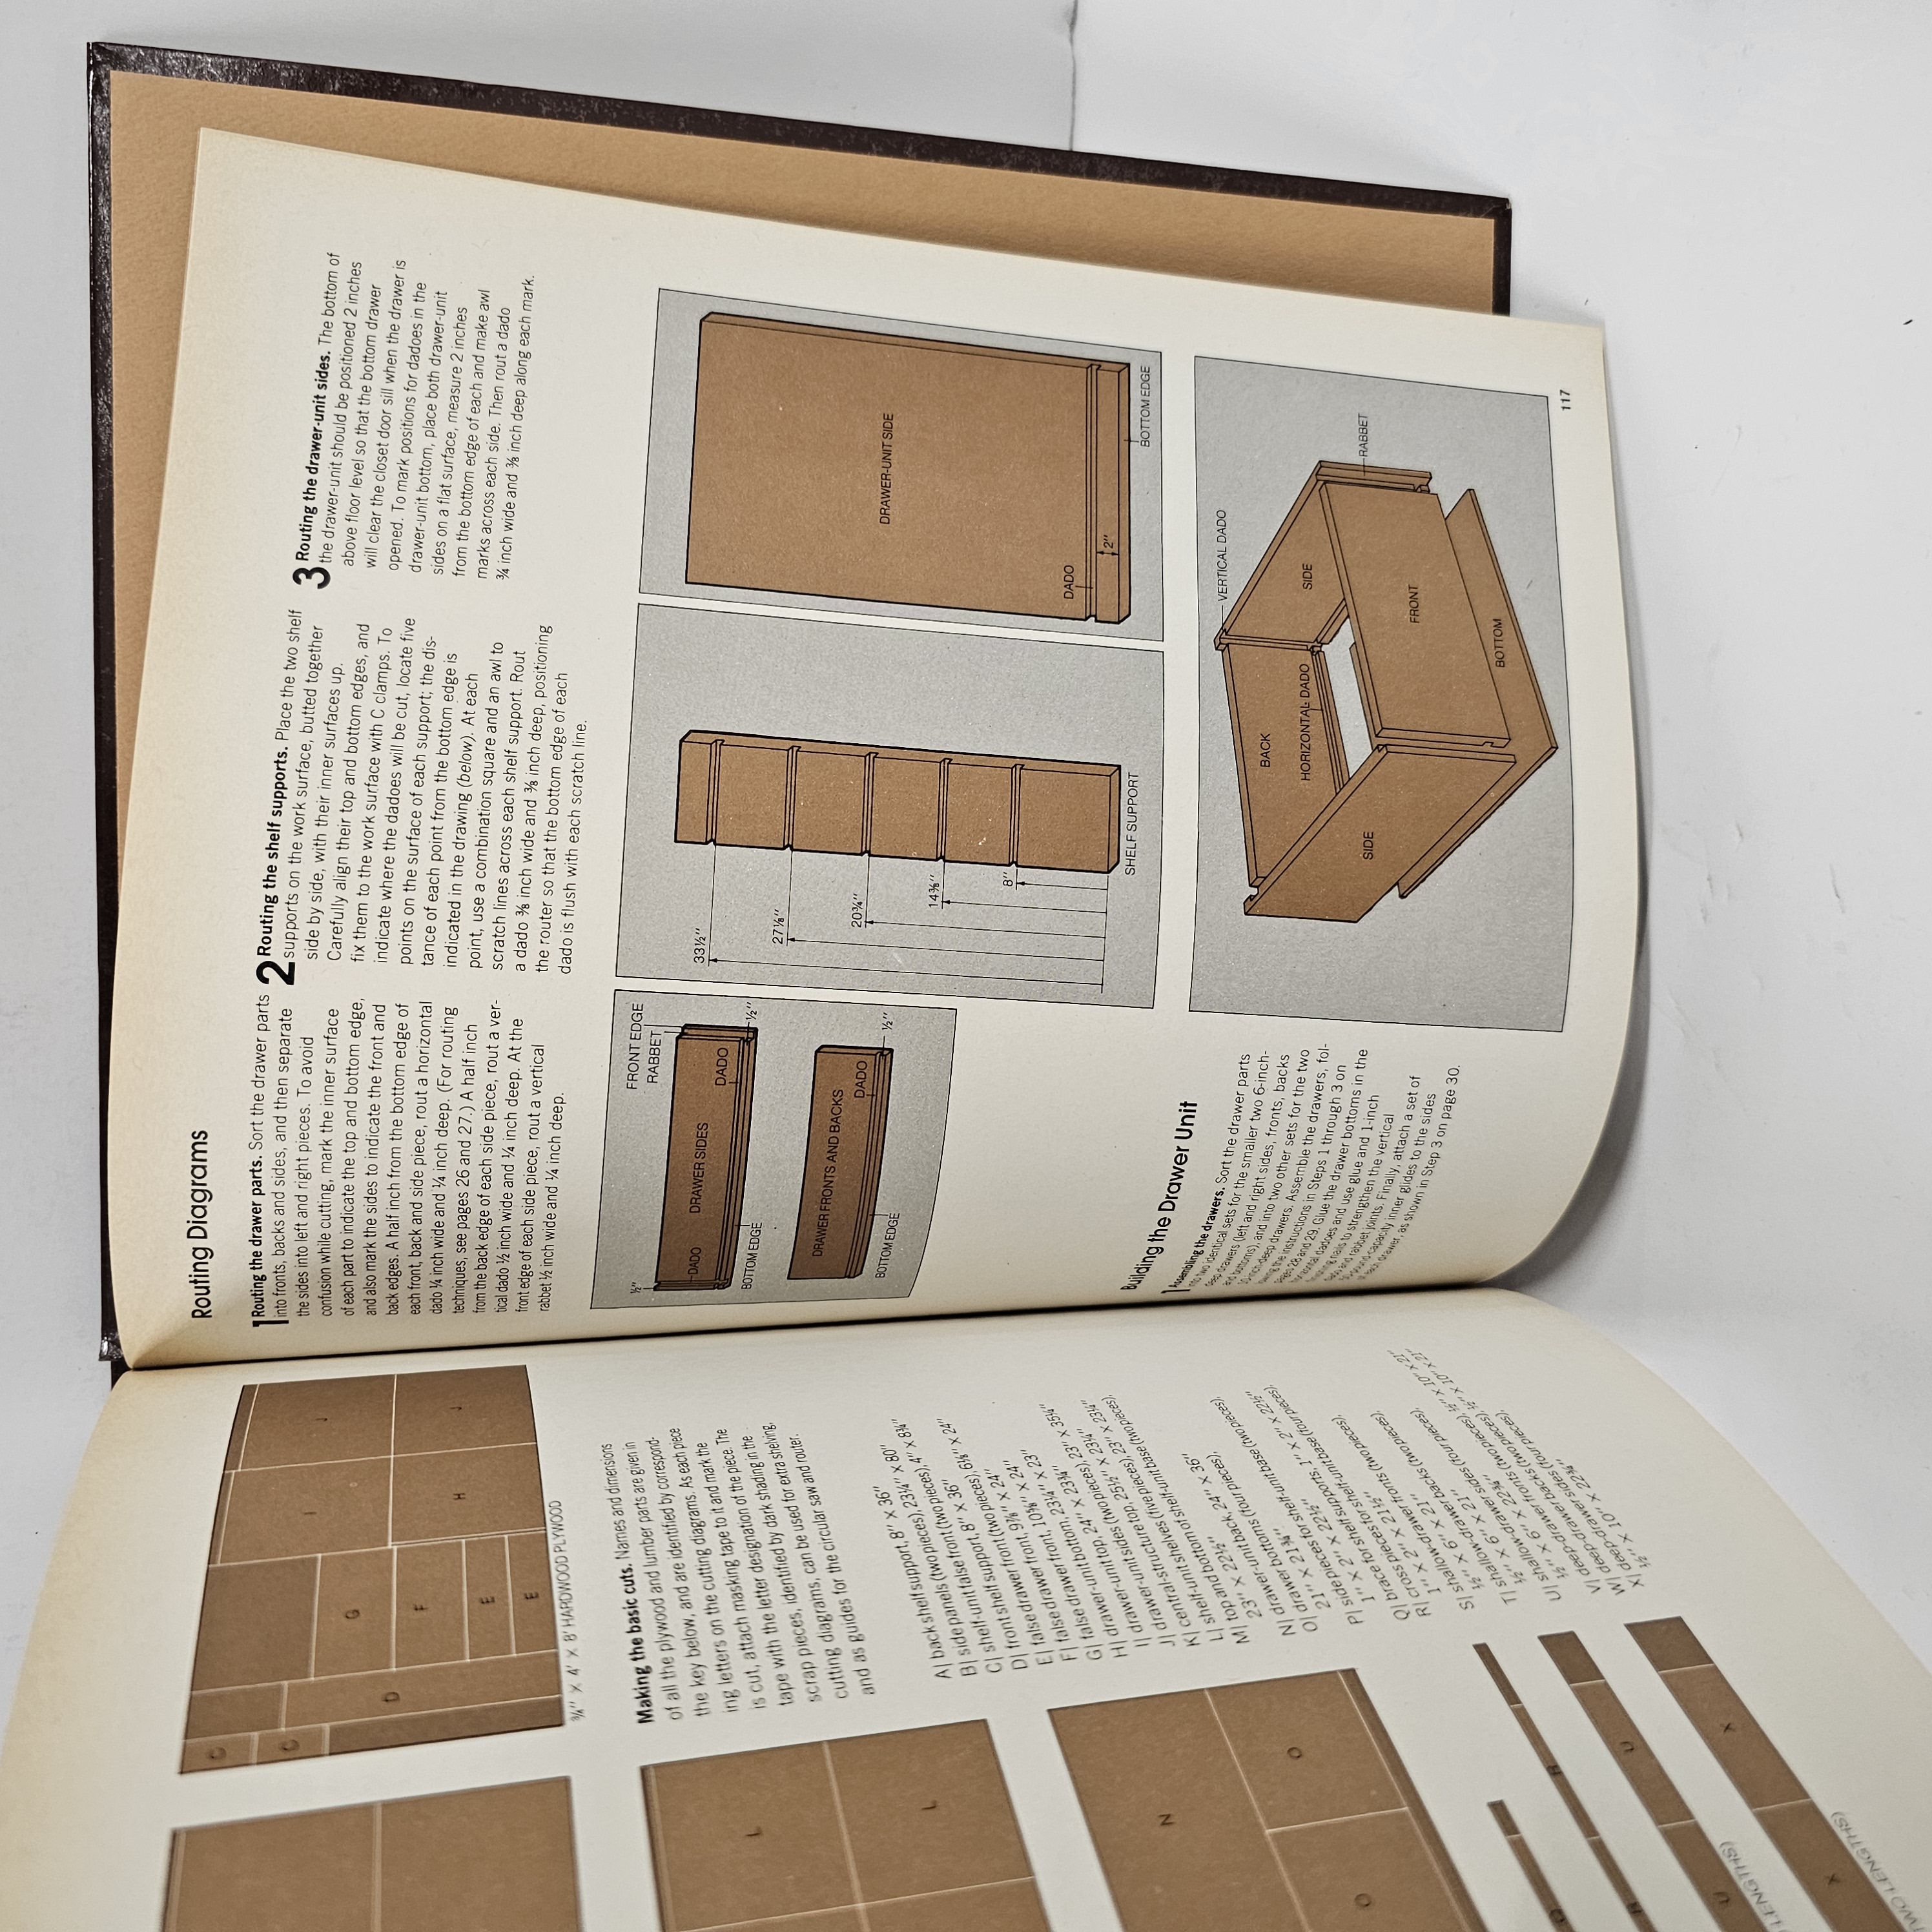 C
C
D
G
F
E
E
I
J
H
J
¾" × 4' × 8' HARDWOOD PLYWOOD
Making the basic cuts. Names and dimensions
of all the plywood and lumber parts are given in
the key below, and are identified by correspond-
ing letters on the cutting diagrams. As each piece
is cut, attach masking tape to it and mark the
tape with the letter designation of the piece. The
scrap pieces, identified by dark shading in the
cutting diagrams, can be used for extra shelving,
and as guides for the circular saw and router.
L
L
N
O
O
Q
R
R
U
U
X
X
LENGTHS)
TWO LENGTHS)
A| back shelf support, 8" × 36"
B| side panels (two pieces), 23¼" × 80"
C| shelf-unit false front (two pieces), 4" × 8¾"
D| front shelf support, 8" × 36"
E| false drawer front (two pieces), 6⅛" × 24"
F| false drawer front, 9⅞" × 24"
G| false drawer front, 10⅝" × 24"
H| drawer-unit bottom, 23¼" × 23"
I| drawer-unit top, 24" × 23¾"
J| drawer-unit sides (two pieces), 23" × 35¼"
K| central-structure top, 25½" × 23¼"
L| shelf-unit shelves (five pieces), 23" × 23¼"
M| top and bottom of shelf-unit base (two pieces),
23" × 22½"
N| drawer-unit back, 24" × 36"
O| drawer bottoms (four pieces),
21" × 21¾"
P| side pieces for shelf-unit base (two pieces),
1" × 2" × 22½"
Q| brace for shelf supports, 1" × 2" × 22½"
R| cross pieces for shelf-unit base (four pieces),
1" × 2" × 21½"
S| shallow-drawer fronts (two pieces),
½" × 6" × 21"
T| shallow-drawer backs (two pieces),
½" × 6" × 21"
U| shallow-drawer sides (four pieces),
½" × 6" × 22¾"
V| deep-drawer fronts (two pieces), ½" × 10" × 21"
W| deep-drawer backs (two pieces), ½" × 10" × 21"
X| deep-drawer sides (four pieces),
½" × 10" × 22¾"
Routing Diagrams
1 Routing the drawer parts. Sort the drawer parts
into fronts, backs and sides, and then separate
the sides into left and right pieces. To avoid
confusion while cutting, mark the inner surface
of each part to indicate the top and bottom edge,
and also mark the sides to indicate the front and
back edges. A half inch from the bottom edge of
each front, back and side piece, rout a horizontal
dado ¼ inch wide and ¼ inch deep. (For routing
techniques, see pages 26 and 27.) A half inch
from the back edge of each side piece, rout a ver-
tical dado ½ inch wide and ¼ inch deep. At the
front edge of each side piece, rout a vertical
rabbet ½ inch wide and ¼ inch deep.
2 Routing the shelf supports. Place the two shelf
supports on the work surface, butted together
side by side, with their inner surfaces up.
Carefully align their top and bottom edges, and
fix them to the work surface with C clamps. To
indicate where the dadoes will be cut, locate five
points on the surface of each support; the dis-
tance of each point from the bottom edge is
indicated in the drawing (below). At each
point, use a combination square and an awl to
scratch lines across each shelf support. Rout
a dado ⅜ inch wide and ⅜ inch deep, positioning
the router so that the bottom edge of each
dado is flush with each scratch line.
3 Routing the drawer-unit sides. The bottom of
the drawer-unit should be positioned 2 inches
above floor level so that the bottom drawer
will clear the closet door sill when the drawer is
opened. To mark positions for dadoes in the
drawer-unit bottom, place both drawer-unit
sides on a flat surface, measure 2 inches
from the bottom edge of each and make awl
marks across each side. Then rout a dado
¾ inch wide and ⅜ inch deep along each mark.
½"
FRONT EDGE
RABBET
DADO
DRAWER SIDES
DADO
BOTTOM EDGE
½"
DRAWER FRONTS AND BACKS
DADO
BOTTOM EDGE
½"
33½"
27⅛"
20¾"
14⅜"
8"
SHELF SUPPORT
DRAWER-UNIT SIDE
DADO
2"
BOTTOM EDGE
Building the Drawer Unit
1 Assembling the drawers. Sort the drawer parts
into two identical sets for the smaller two 6-inch-
deep drawers (left and right sides, fronts, backs
and bottoms), and into two other sets for the two
10-inch-deep drawers. Assemble the drawers, fol-
lowing the instructions in Steps 1 through 3 on
pages 28 and 29. Glue the drawer bottoms in the
horizontal dadoes and use glue and 1-inch
finishing nails to strengthen the vertical
dado and rabbet joints. Finally, attach a set of
50-pound-capacity inner glides to the sides
of each drawer, as shown in Step 3 on page 30.
VERTICAL DADO
BACK
HORIZONTAL DADO
SIDE
SIDE
RABBET
FRONT
BOTTOM
117